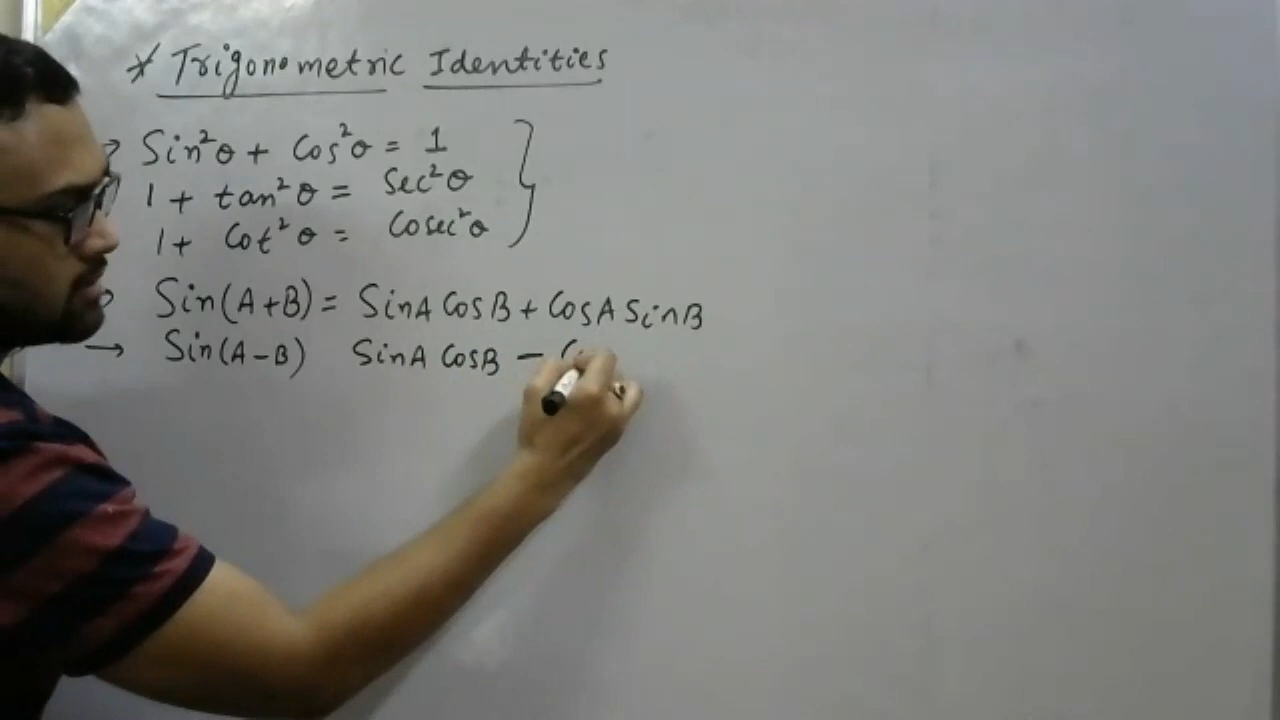 * Trigonometric Identities
→ Sin²θ + Cos²θ = 1
1 + tan²θ = Sec²θ
1 + Cot²θ = Cosec²θ
Sin(A+B) = SinA CosB + CosA SinB
→ Sin(A-B) SinA CosB - C